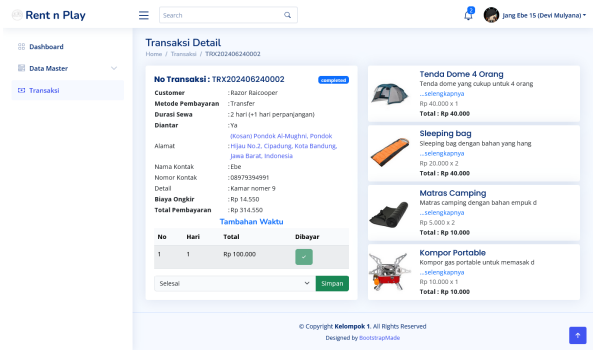 Rent n Play
Search
2
Jang Ebe 15 (Devi Mulyana)
Dashboard
Data Master
Transaksi
Transaksi Detail
Home / Transaksi / TRX202406240002
No Transaksi : TRX202406240002
completed
Customer : Razor Raicooper
Metode Pembayaran : Transfer
Durasi Sewa : 2 hari (+1 hari perpanjangan)
Diantar : Ya
Alamat : (Kosan) Pondok Al-Mughni, Pondok
Hijau No.2, Cipadung, Kota Bandung,
Jawa Barat, Indonesia
Nama Kontak : Ebe
Nomor Kontak : 08979394991
Detail : Kamar nomer 9
Biaya Ongkir : Rp 14.550
Total Pembayaran : Rp 314.550
Tambahan Waktu
No Hari Total Dibayar
1 1 Rp 100.000
Selesai
Simpan
Tenda Dome 4 Orang
Tenda dome yang cukup untuk 4 orang
...selengkapnya
Rp 40.000 x 1
Total : Rp 40.000
Sleeping bag
Sleeping bag dengan bahan yang hang
...selengkapnya
Rp 20.000 x 2
Total : Rp 40.000
Matras Camping
Matras camping dengan bahan empuk d
...selengkapnya
Rp 5.000 x 2
Total : Rp 10.000
Kompor Portable
Kompor gas portable untuk memasak d
...selengkapnya
Rp 10.000 x 1
Total : Rp 10.000
© Copyright Kelompok 1. All Rights Reserved
Designed by BootstrapMade